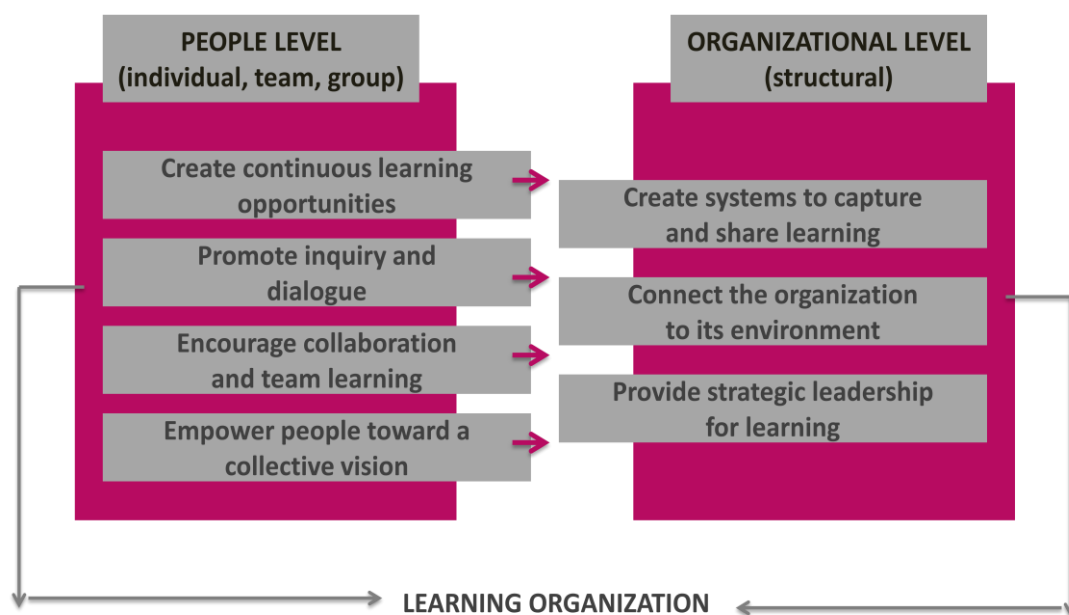 PEOPLE LEVEL
(individual, team, group)
Create continuous learning
opportunities
Promote inquiry and
dialogue
Encourage collaboration
and team learning
Empower people toward a
collective vision
ORGANIZATIONAL LEVEL
(structural)
Create systems to capture
and share learning
Connect the organization
to its environment
Provide strategic leadership
for learning
LEARNING ORGANIZATION